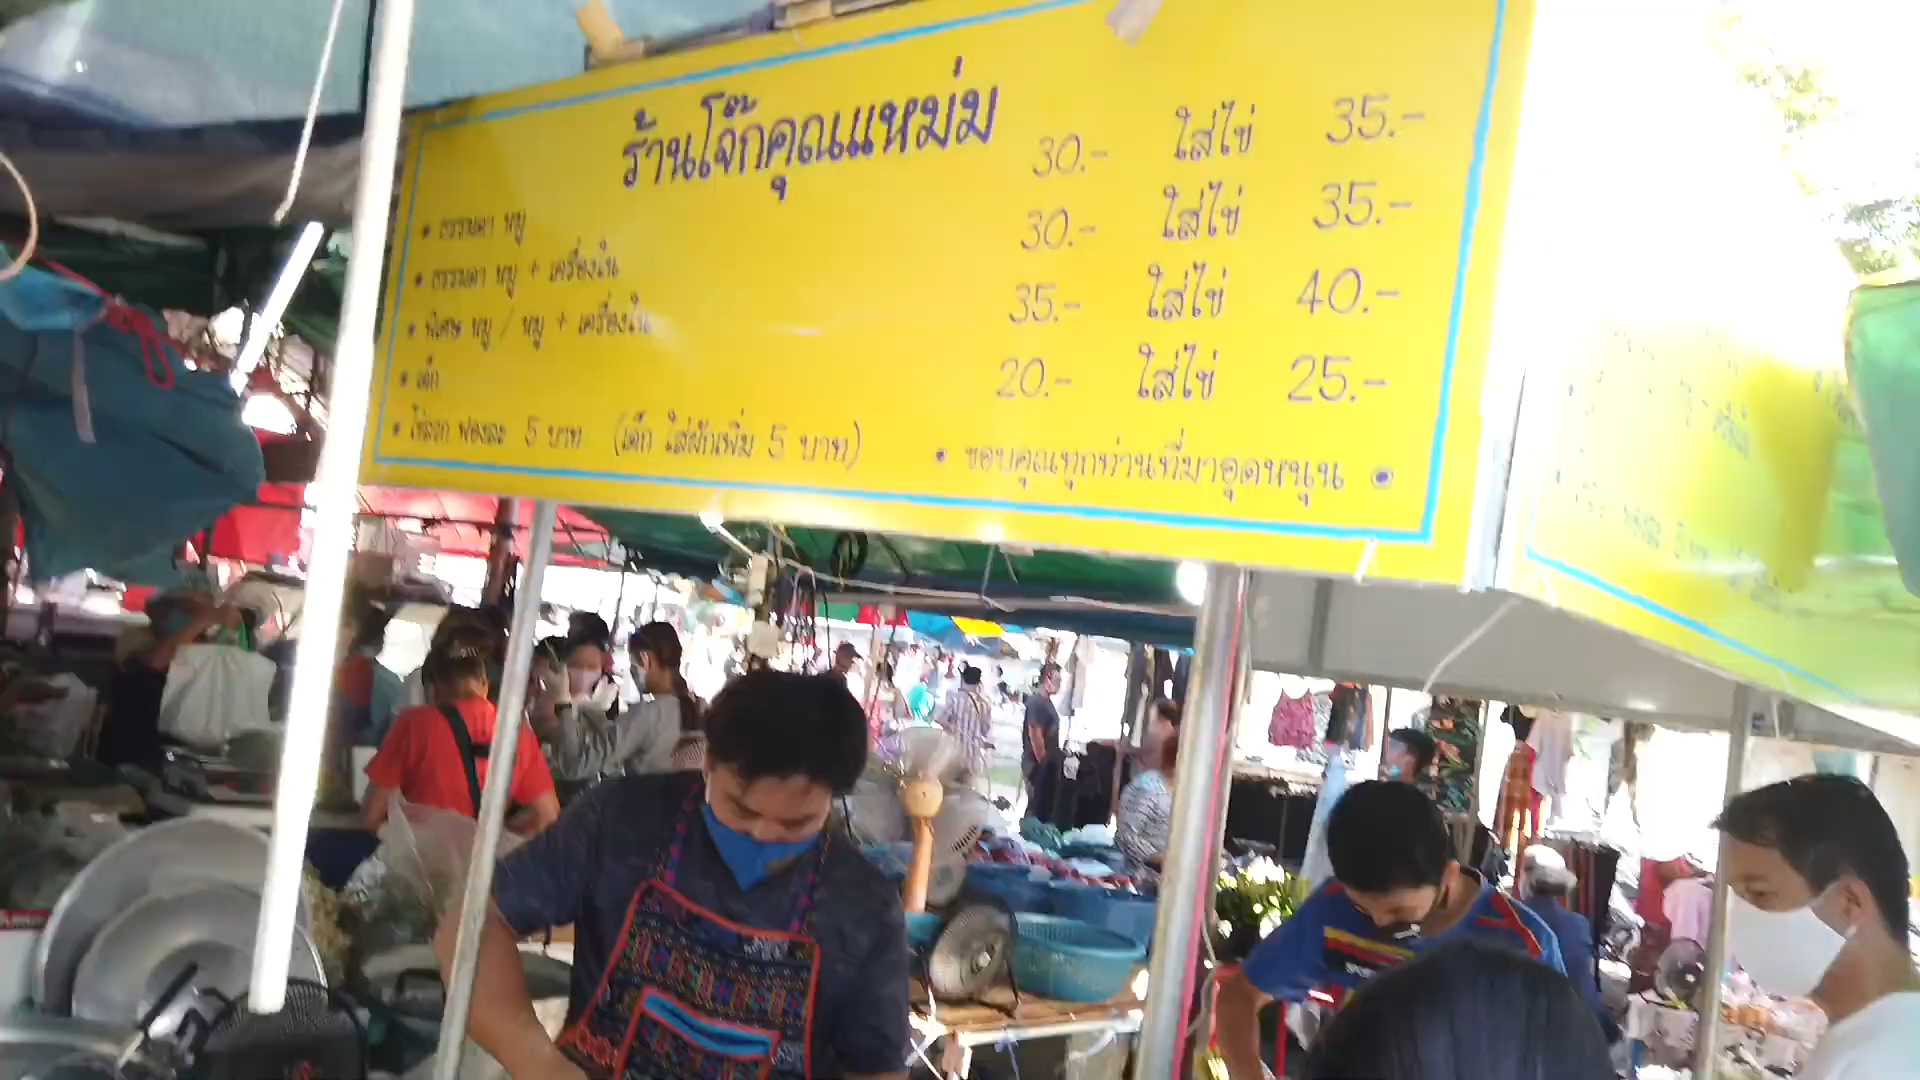 ร้านโจ๊กคุณแหม่ม
• ธรรมดา หมู 30.- ใส่ไข่ 35.-
• ธรรมดา หมู + เครื่องใน 30.- ใส่ไข่ 35.-
• พิเศษ หมู / หมู + เครื่องใน 35.- ใส่ไข่ 40.-
• เด็ก 20.- ใส่ไข่ 25.-
• ไข่ลวก ฟองละ 5 บาท (เด็ก ใส่ผักเพิ่ม 5 บาท)
• ขอบคุณทุกท่านที่มาอุดหนุน •